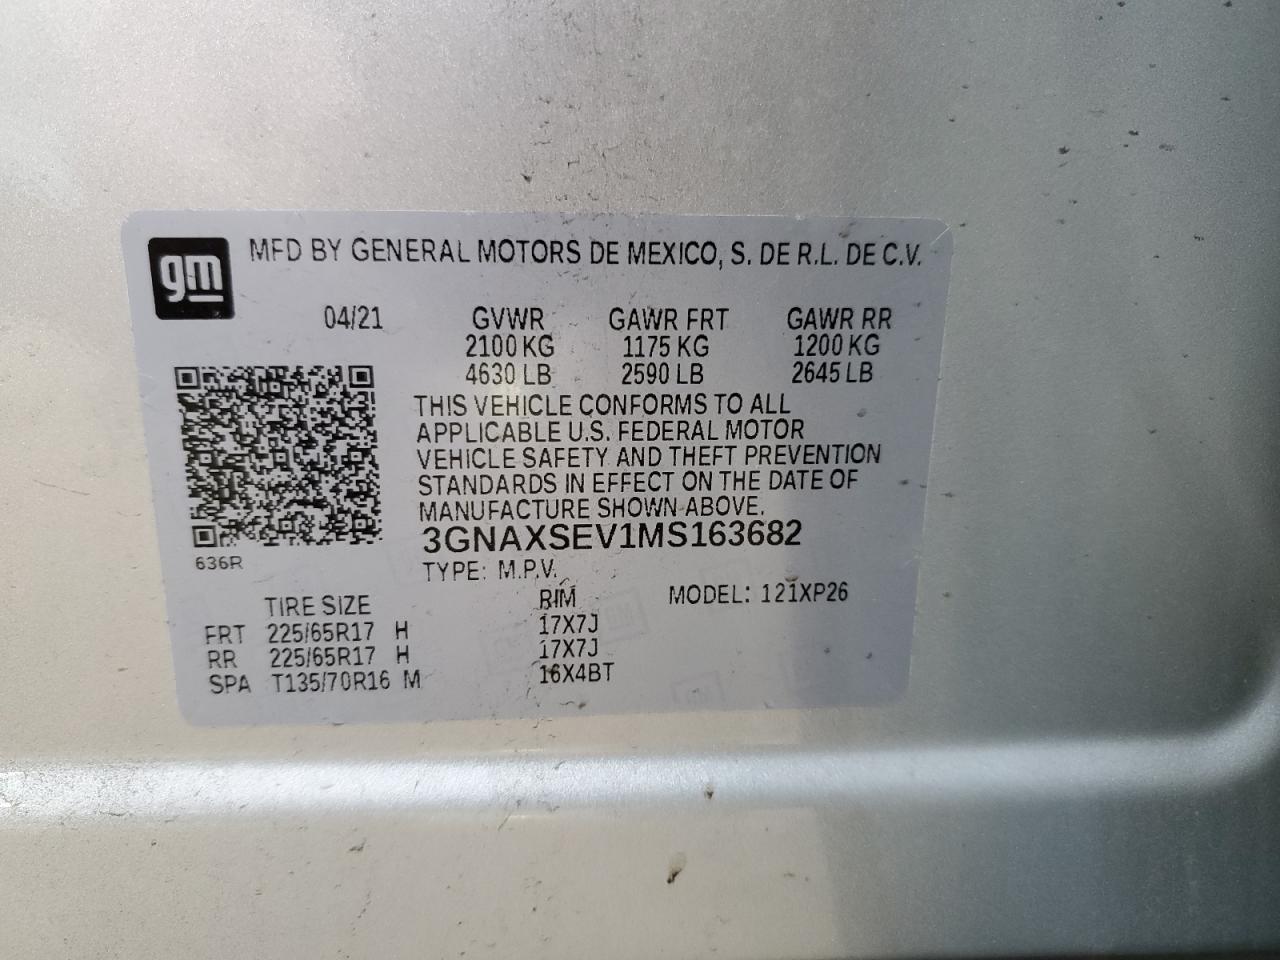 gm MFD BY GENERAL MOTORS DE MEXICO, S. DE R.L. DE C.V.
04/21 GVWR GAWR FRT GAWR RR
2100 KG 1175 KG 1200 KG
4630 LB 2590 LB 2645 LB
THIS VEHICLE CONFORMS TO ALL
APPLICABLE U.S. FEDERAL MOTOR
VEHICLE SAFETY AND THEFT PREVENTION
STANDARDS IN EFFECT ON THE DATE OF
MANUFACTURE SHOWN ABOVE.
3GNAXSEV1MS163682
636R
TYPE: M.P.V.
TIRE SIZE RIM MODEL: 121XP26
FRT 225/65R17 H 17X7J
RR 225/65R17 H 17X7J
SPA T135/70R16 M 16X4BT